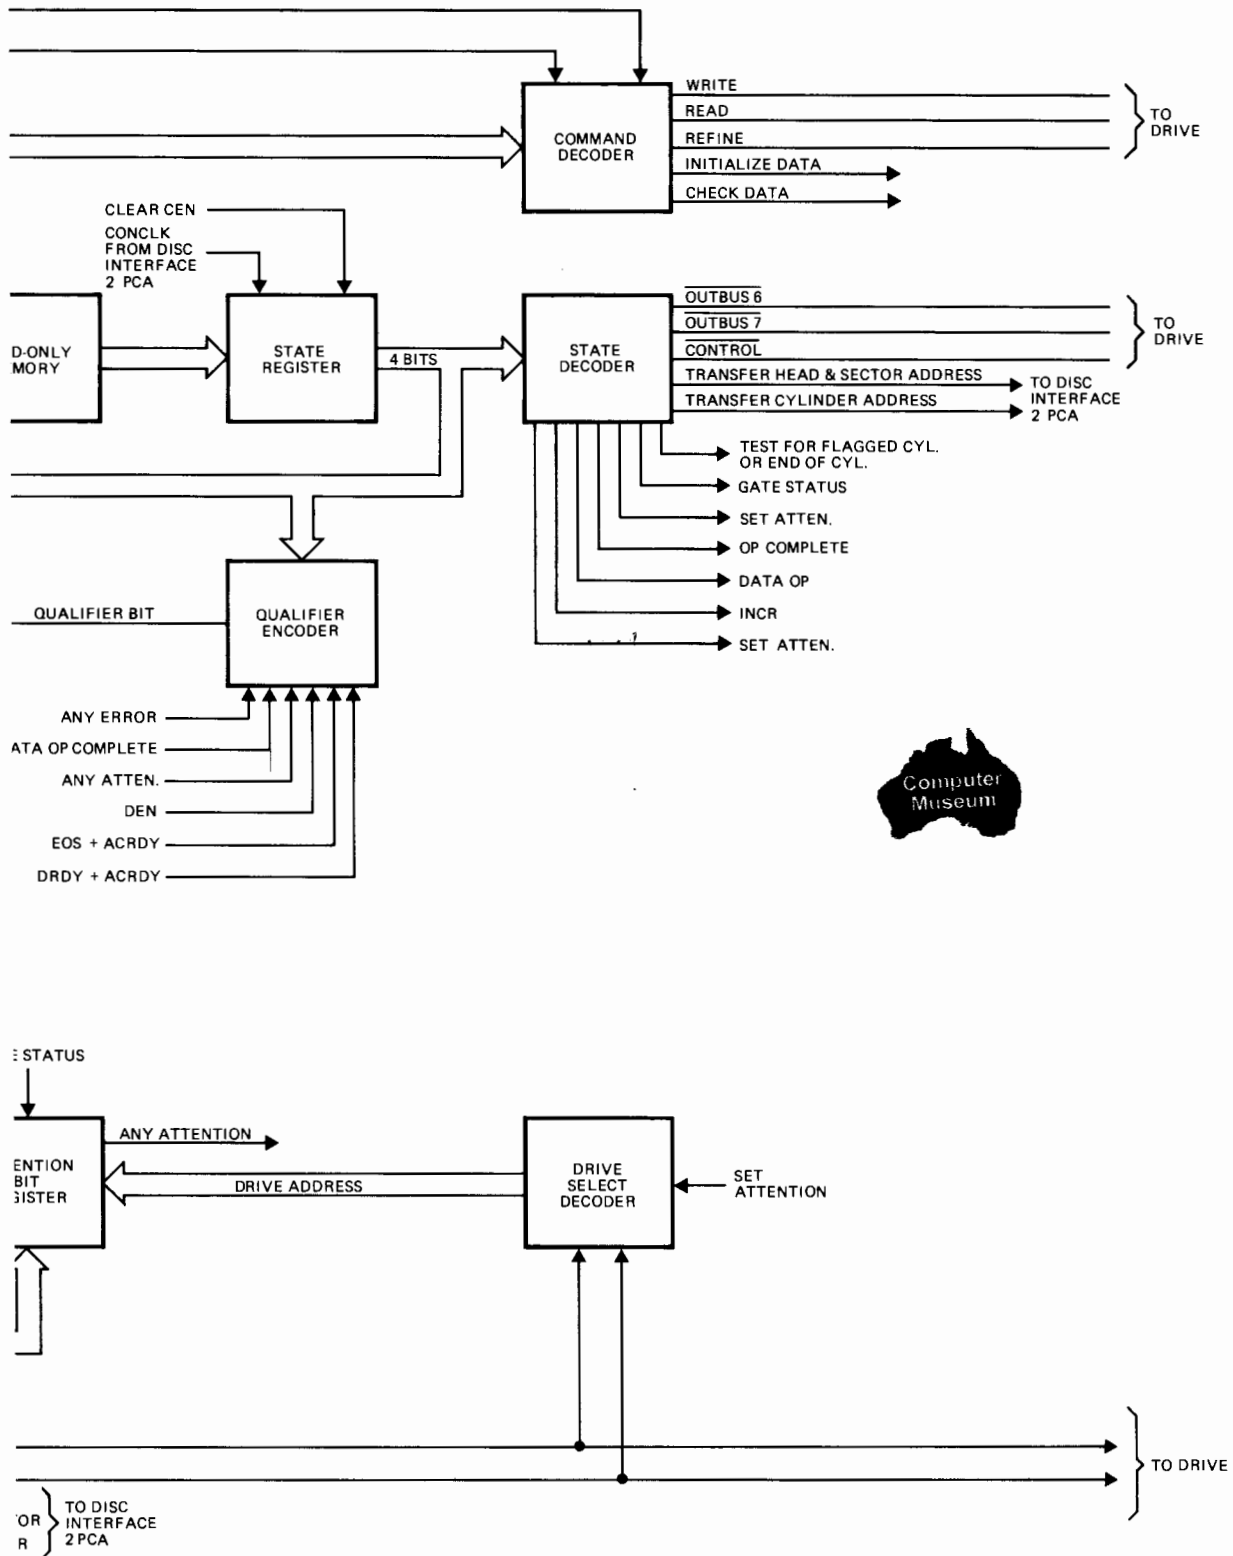 WRITE
READ
REFINE
INITIALIZE DATA
CHECK DATA
TO
DRIVE
COMMAND
DECODER
CLEAR CEN
CONCLK
FROM DISC
INTERFACE
2 PCA
D-ONLY
MORY
STATE
REGISTER
4 BITS
STATE
DECODER
OUTBUS 6
OUTBUS 7
CONTROL
TRANSFER HEAD & SECTOR ADDRESS
TRANSFER CYLINDER ADDRESS
TO
DRIVE
TO DISC
INTERFACE
2 PCA
TEST FOR FLAGGED CYL.
OR END OF CYL.
GATE STATUS
SET ATTEN.
OP COMPLETE
DATA OP
INCR
SET ATTEN.
QUALIFIER BIT
QUALIFIER
ENCODER
ANY ERROR
ATA OP COMPLETE
ANY ATTEN.
DEN
EOS + ACRDY
DRDY + ACRDY
Computer
Museum
E STATUS
ENTION
BIT
GISTER
ANY ATTENTION
DRIVE ADDRESS
DRIVE
SELECT
DECODER
SET
ATTENTION
TO DRIVE
OR
R
TO DISC
INTERFACE
2 PCA